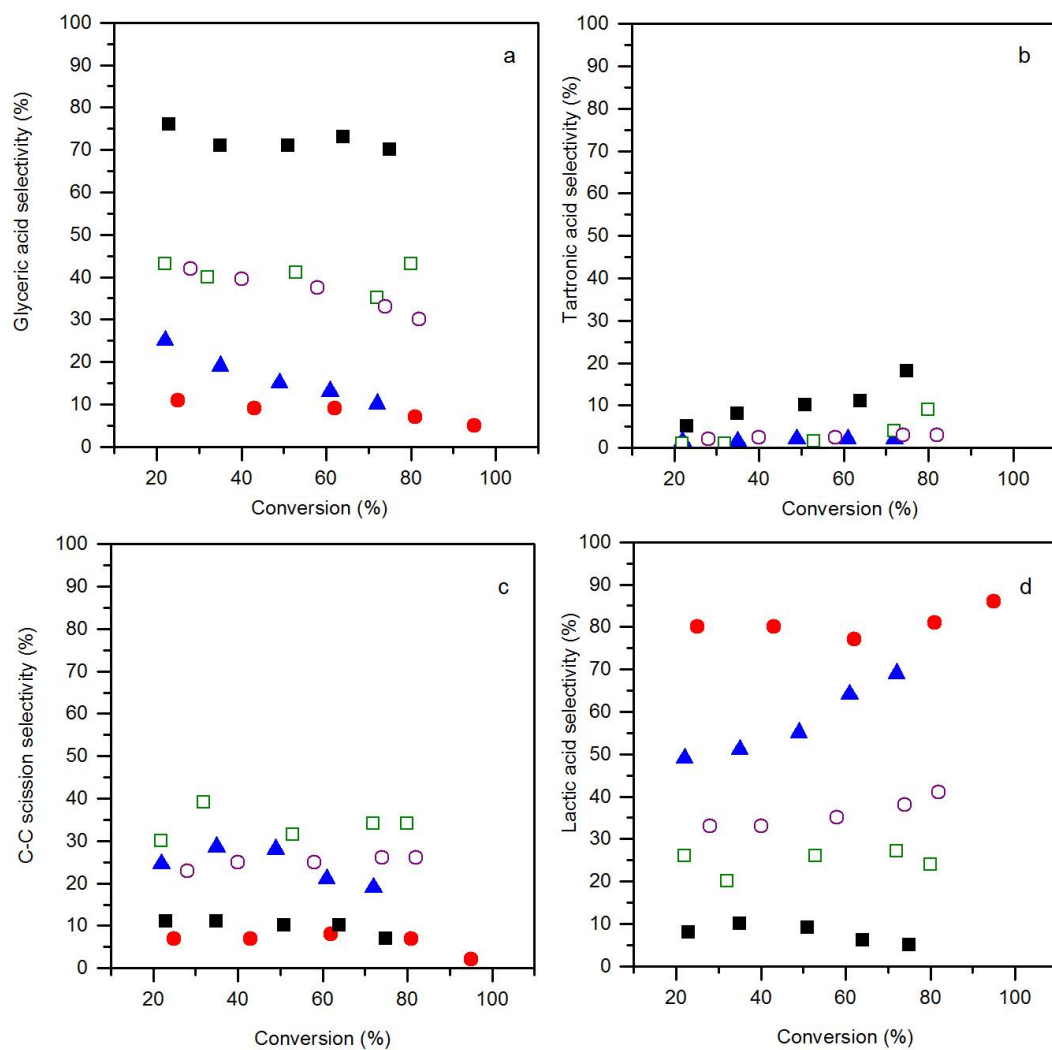 a
Glyceric acid selectivity (%)
100
90
80
70
60
50
40
30
20
10
0
20 40 60 80 100
Conversion (%)
b
Tartronic acid selectivity (%)
100
90
80
70
60
50
40
30
20
10
0
20 40 60 80 100
Conversion (%)
c
C-C scission selectivity (%)
100
90
80
70
60
50
40
30
20
10
0
20 40 60 80 100
Conversion (%)
d
Lactic acid selectivity (%)
100
90
80
70
60
50
40
30
20
10
0
20 40 60 80 100
Conversion (%)